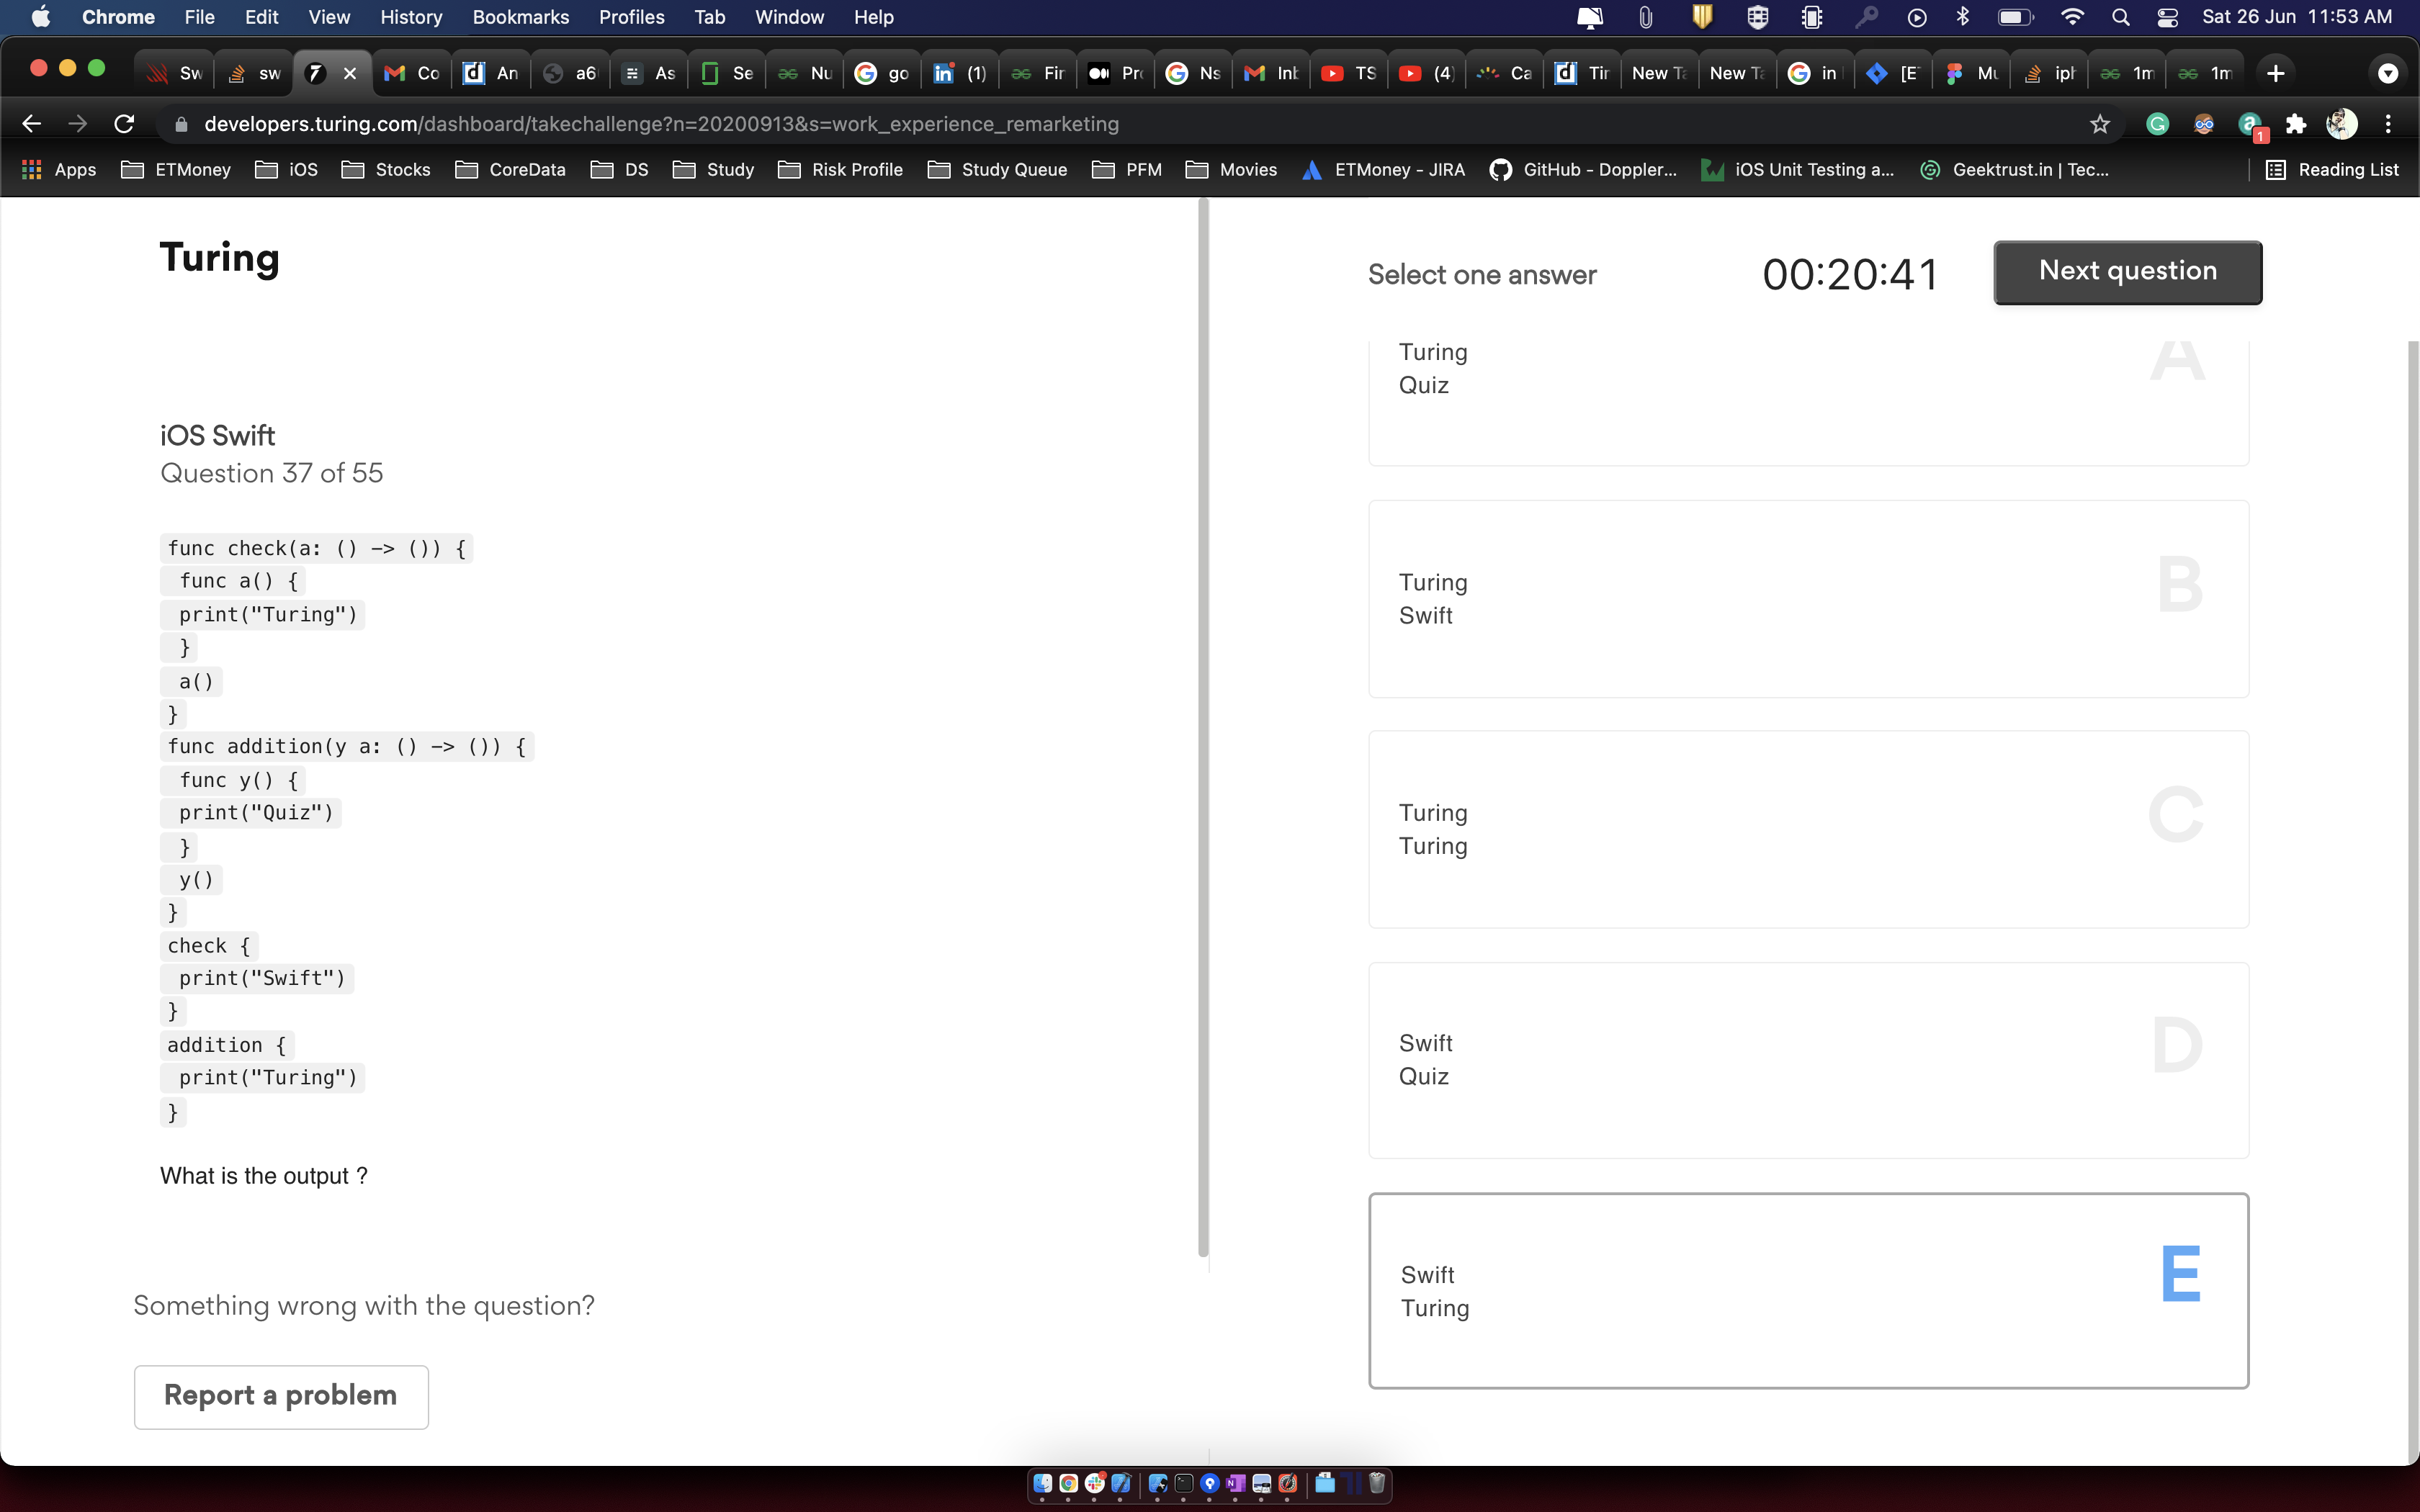 Chrome File Edit View History Bookmarks Profiles Tab Window Help Sat 26 Jun 11:53 AM
Sw sw Co An a6 As Se Nu go (1) Fir Pro Ns Inb TS (4) Ca Tir New Ta New Ta in [E Mu iph 1m 1m
developers.turing.com/dashboard/takechallenge?n=20200913&s=work_experience_remarketing
1
Apps ETMoney iOS Stocks CoreData DS Study Risk Profile Study Queue PFM Movies ETMoney - JIRA GitHub - Doppler... iOS Unit Testing a... Geektrust.in | Tec... Reading List
Turing
iOS Swift
Question 37 of 55
func check(a: () -> ()) {
func a() {
print("Turing")
}
a()
}
func addition(y a: () -> ()) {
func y() {
print("Quiz")
}
y()
}
check {
print("Swift")
}
addition {
print("Turing")
}
What is the output ?
Something wrong with the question?
Report a problem
Select one answer
00:20:41
Next question
Turing
Quiz
A
Turing
Swift
B
Turing
Turing
C
Swift
Quiz
D
Swift
Turing
E